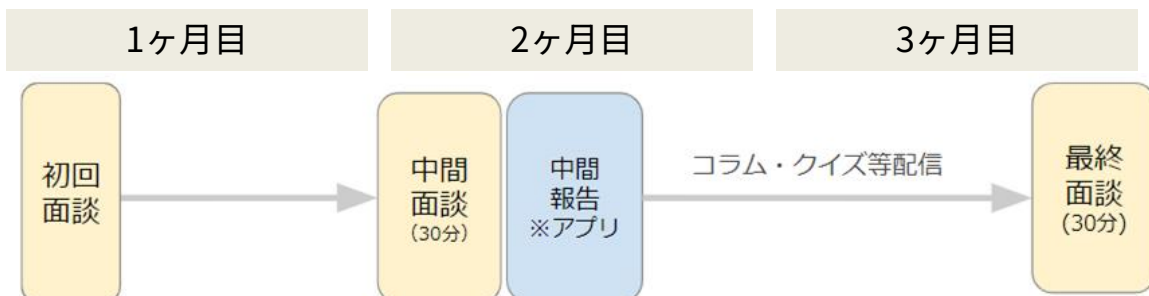 1ヶ月目
2ヶ月目
3ヶ月目
初回
面談
中間
面談
(30分)
中間
報告
※アプリ
コラム・クイズ等配信
最終
面談
(30分)